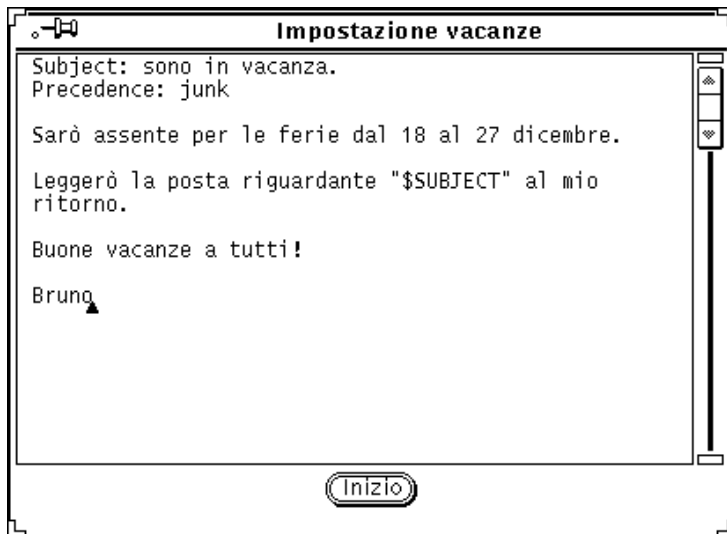 Impostazione vacanze
Subject: sono in vacanza.
Precedence: junk
Sarò assente per le ferie dal 18 al 27 dicembre.
Leggerò la posta riguardante "$SUBJECT" al mio
ritorno.
Buone vacanze a tutti!
Bruno
Inizio